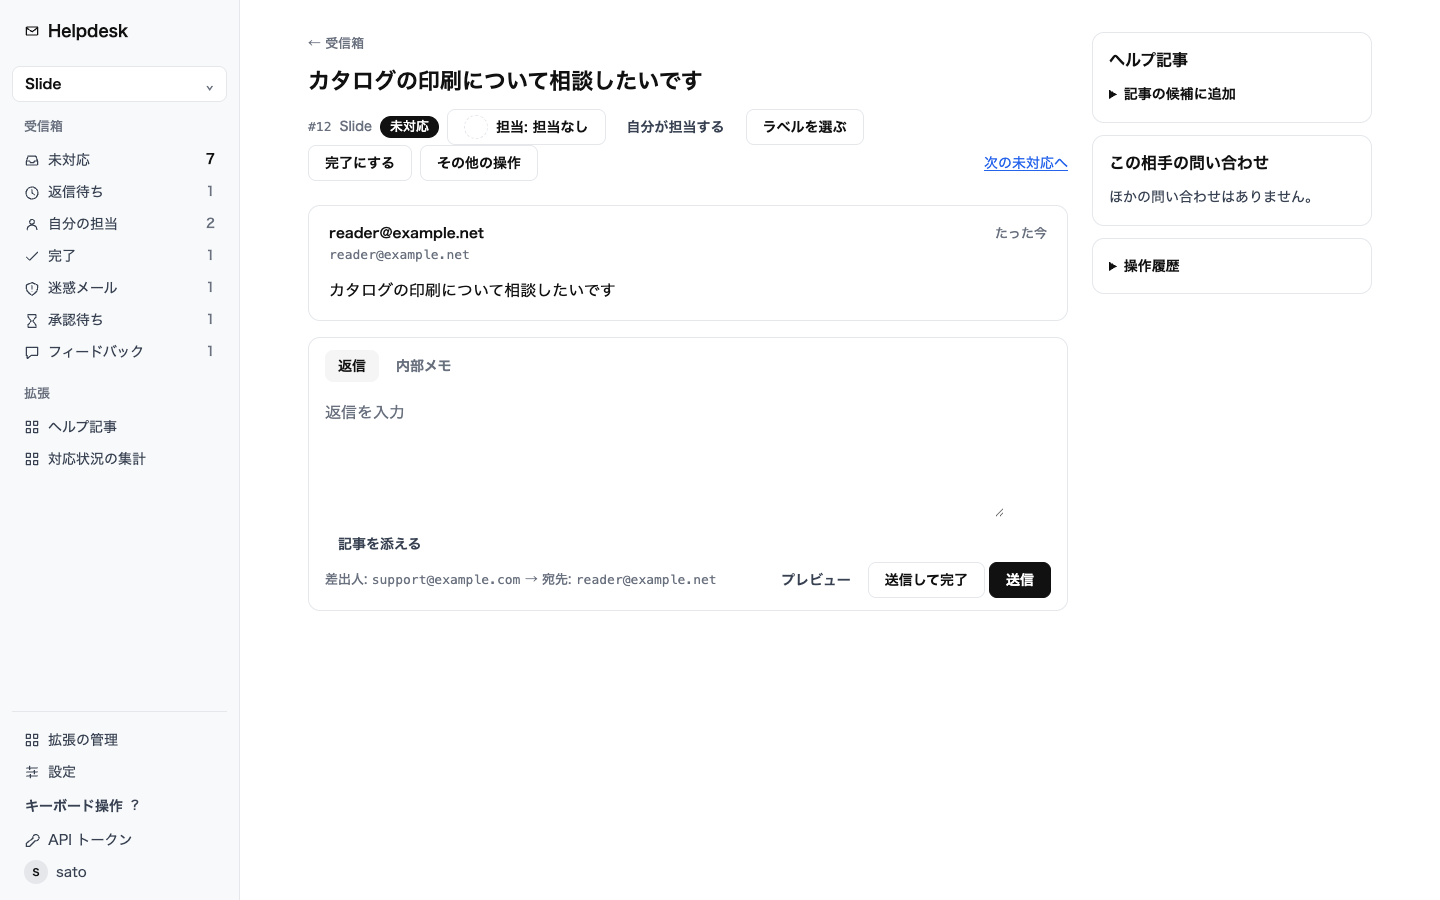 Helpdesk
Slide
受信箱
未対応 7
返信待ち 1
自分の担当 2
完了 1
迷惑メール 1
承認待ち 1
フィードバック 1
拡張
ヘルプ記事
対応状況の集計
拡張の管理
設定
キーボード操作 ?
API トークン
S sato
← 受信箱
カタログの印刷について相談したいです
#12 Slide 未対応 担当: 担当なし 自分が担当する ラベルを選ぶ
完了にする その他の操作 次の未対応へ
reader@example.net たった今
reader@example.net
カタログの印刷について相談したいです
返信 内部メモ
返信を入力
記事を添える
差出人: support@example.com → 宛先: reader@example.net プレビュー 送信して完了 送信
ヘルプ記事
▶ 記事の候補に追加
この相手の問い合わせ
ほかの問い合わせはありません。
▶ 操作履歴